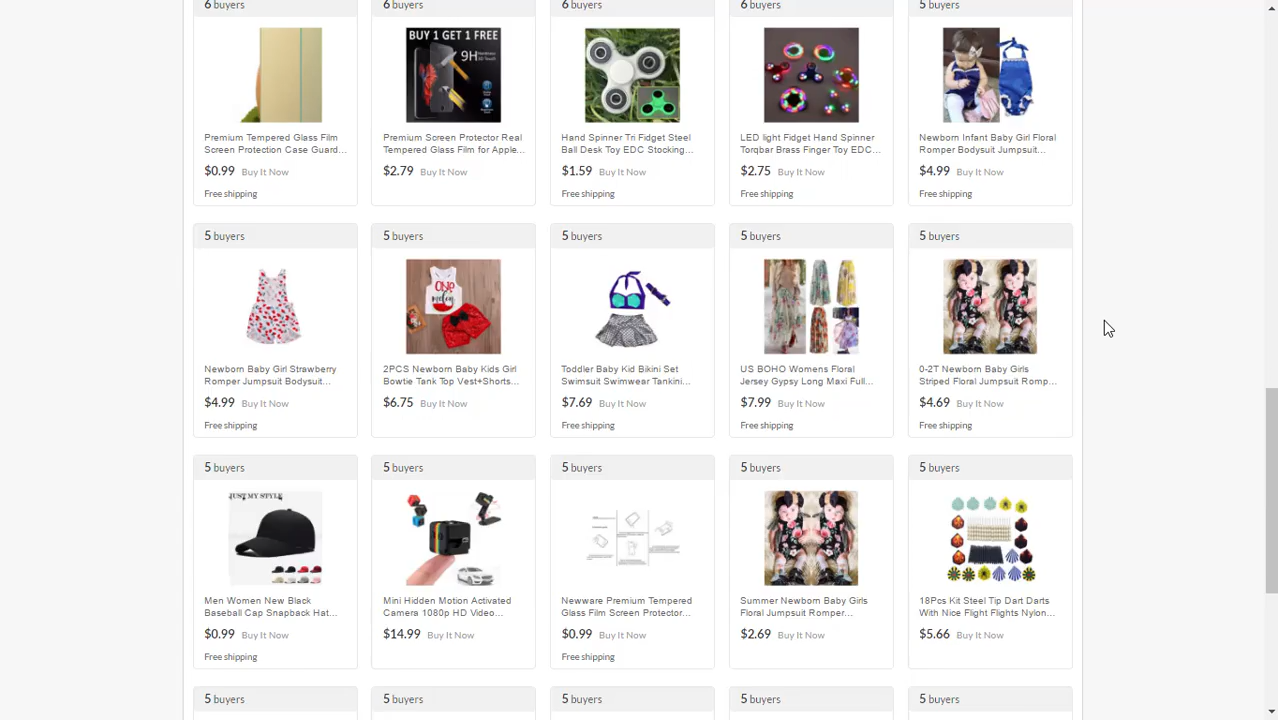 6 buyers
6 buyers
6 buyers
6 buyers
5 buyers
BUY 1 GET 1 FREE
9H
Premium Tempered Glass Film
Screen Protection Case Guard...
$0.99 Buy It Now
Free shipping
Premium Screen Protector Real
Tempered Glass Film for Apple...
$2.79 Buy It Now
Hand Spinner Tri Fidget Steel
Ball Desk Toy EDC Stocking...
$1.59 Buy It Now
Free shipping
LED light Fidget Hand Spinner
Torqbar Brass Finger Toy EDC...
$2.75 Buy It Now
Free shipping
Newborn Infant Baby Girl Floral
Romper Bodysuit Jumpsuit...
$4.99 Buy It Now
Free shipping
5 buyers
Newborn Baby Girl Strawberry
Romper Jumpsuit Bodysuit...
$4.99 Buy It Now
Free shipping
5 buyers
ONE
2PCS Newborn Baby Kids Girl
Bowtie Tank Top Vest+Shorts...
$6.75 Buy It Now
5 buyers
Toddler Baby Kid Bikini Set
Swimsuit Swimwear Tankini...
$7.69 Buy It Now
Free shipping
5 buyers
US BOHO Womens Floral
Jersey Gypsy Long Maxi Full...
$7.99 Buy It Now
Free shipping
5 buyers
0-2T Newborn Baby Girls
Striped Floral Jumpsuit Romp...
$4.69 Buy It Now
Free shipping
5 buyers
JUST MY STYLE
Men Women New Black
Baseball Cap Snapback Hat...
$0.99 Buy It Now
Free shipping
5 buyers
Mini Hidden Motion Activated
Camera 1080p HD Video...
$14.99 Buy It Now
5 buyers
Newware Premium Tempered
Glass Film Screen Protector...
$0.99 Buy It Now
Free shipping
5 buyers
Summer Newborn Baby Girls
Floral Jumpsuit Romper...
$2.69 Buy It Now
5 buyers
18Pcs Kit Steel Tip Dart Darts
With Nice Flight Flights Nylon...
$5.66 Buy It Now
5 buyers
5 buyers
5 buyers
5 buyers
5 buyers